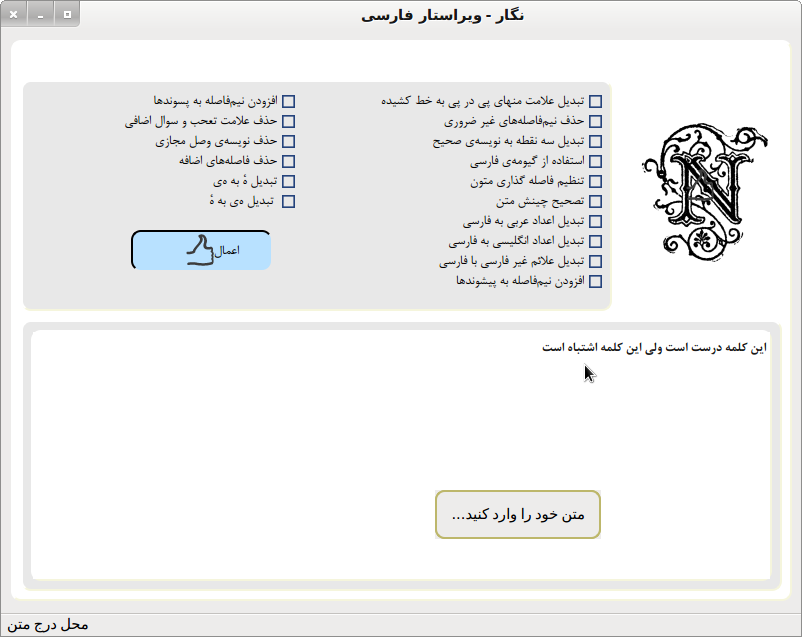 نگار - ویراستار فارسی
تبدیل علامت منهای پی در پی به خط کشیده
حذف نیم‌فاصله‌های غیر ضروری
تبدیل سه نقطه به نویسه‌ی صحیح
استفاده از گیومه‌ی فارسی
تنظیم فاصله گذاری متون
تصحیح چینش متن
تبدیل اعداد عربی به فارسی
تبدیل اعداد انگلیسی به فارسی
تبدیل علائم غیر فارسی با فارسی
افزودن نیم‌فاصله به پیشوندها
افزودن نیم‌فاصله به پسوندها
حذف علامت تعجب و سوال اضافی
حذف نویسه‌ی وصل مجازی
حذف فاصله‌های اضافه
تبدیل هٔ به ه‌ی
تبدیل ه‌ی به هٔ
اعمال
N
این کلمه درست است ولی این کلمه اشتباه است
متن خود را وارد کنید...
محل درج متن